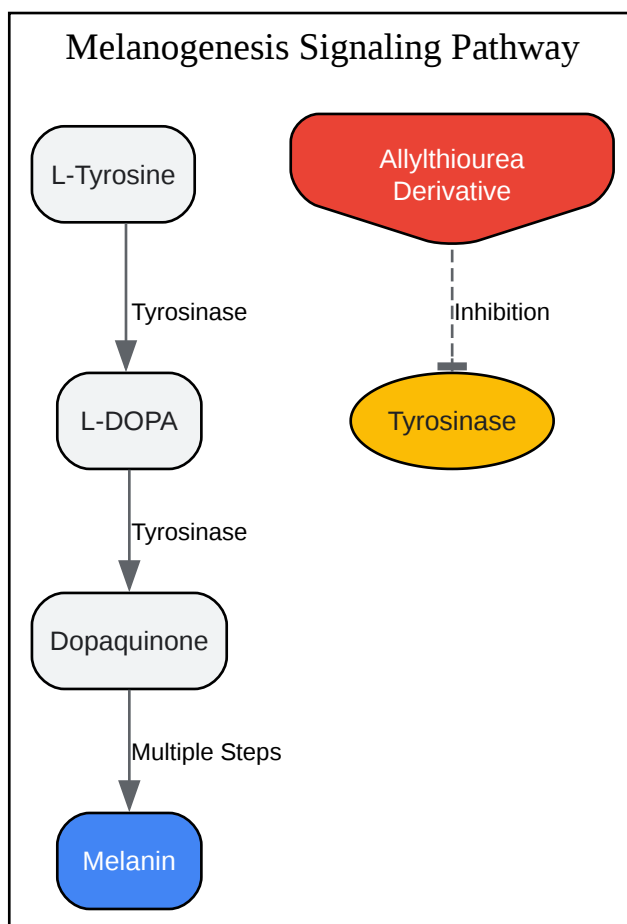 Melanogenesis Signaling Pathway
L-Tyrosine
Allylthiourea
Derivative
Tyrosinase
Inhibition
L-DOPA
Tyrosinase
Tyrosinase
Dopaquinone
Multiple Steps
Melanin